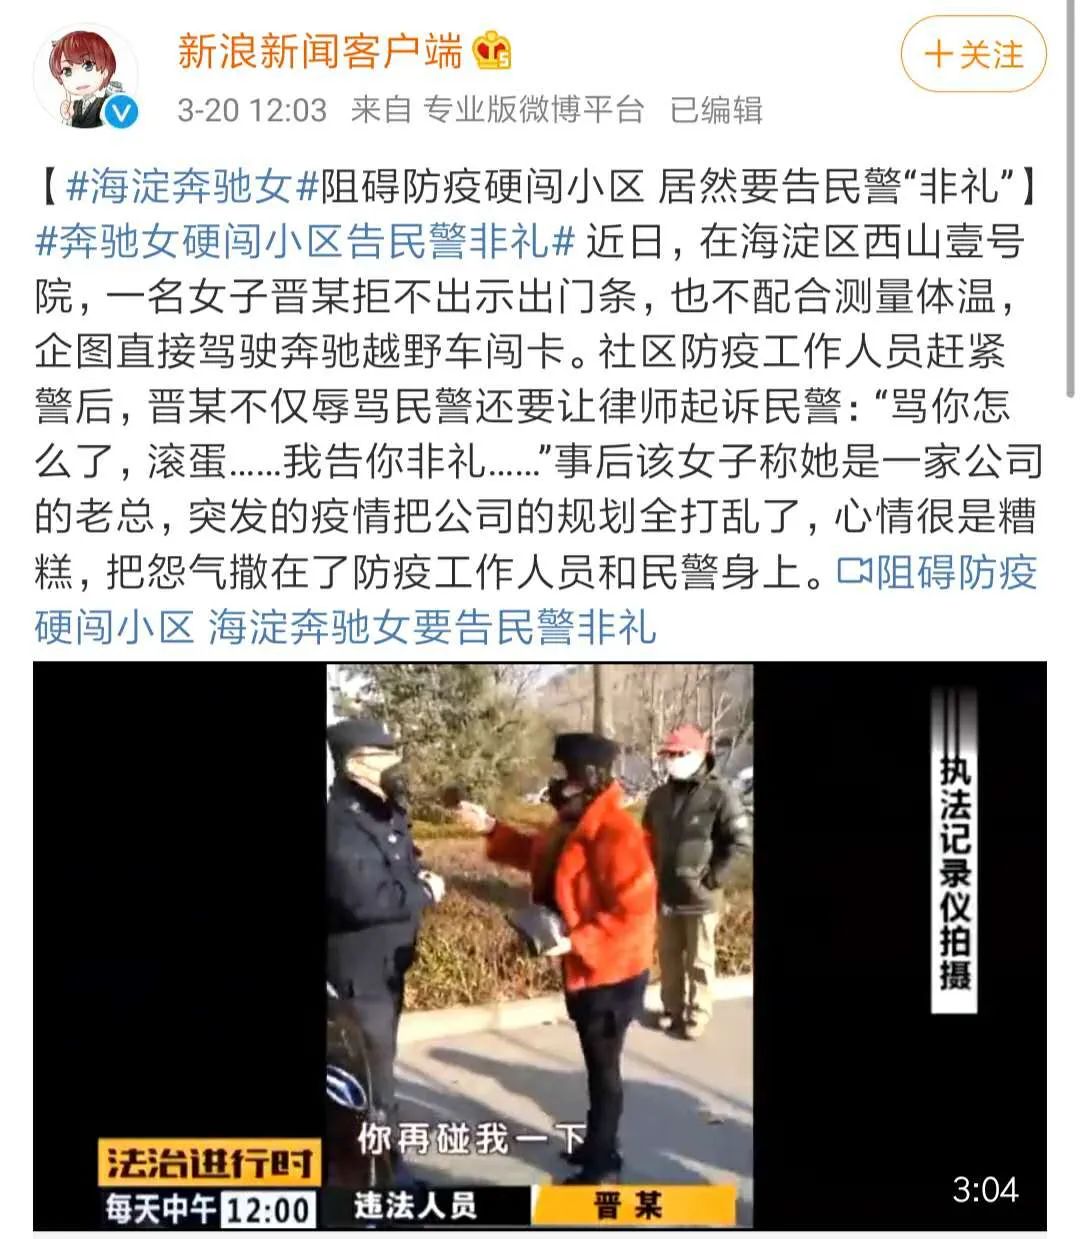 新浪新闻客户端
+关注
3-20 12:03 来自 专业版微博平台 已编辑
【#海淀奔驰女#阻碍防疫硬闯小区 居然要告民警“非礼”】
#奔驰女硬闯小区告民警非礼# 近日，在海淀区西山壹号
院，一名女子晋某拒不出示出门条，也不配合测量体温，
企图直接驾驶奔驰越野车闯卡。社区防疫工作人员赶紧
警后，晋某不仅辱骂民警还要让律师起诉民警：“骂你怎
么了，滚蛋……我告你非礼……”事后该女子称她是一家公司
的老总，突发的疫情把公司的规划全打乱了，心情很是糟
糕，把怨气撒在了防疫工作人员和民警身上。阻碍防疫
硬闯小区 海淀奔驰女要告民警非礼
执法记录仪拍摄
你再碰我一下
法治进行时
每天中午12:00
违法人员 晋某
3:04